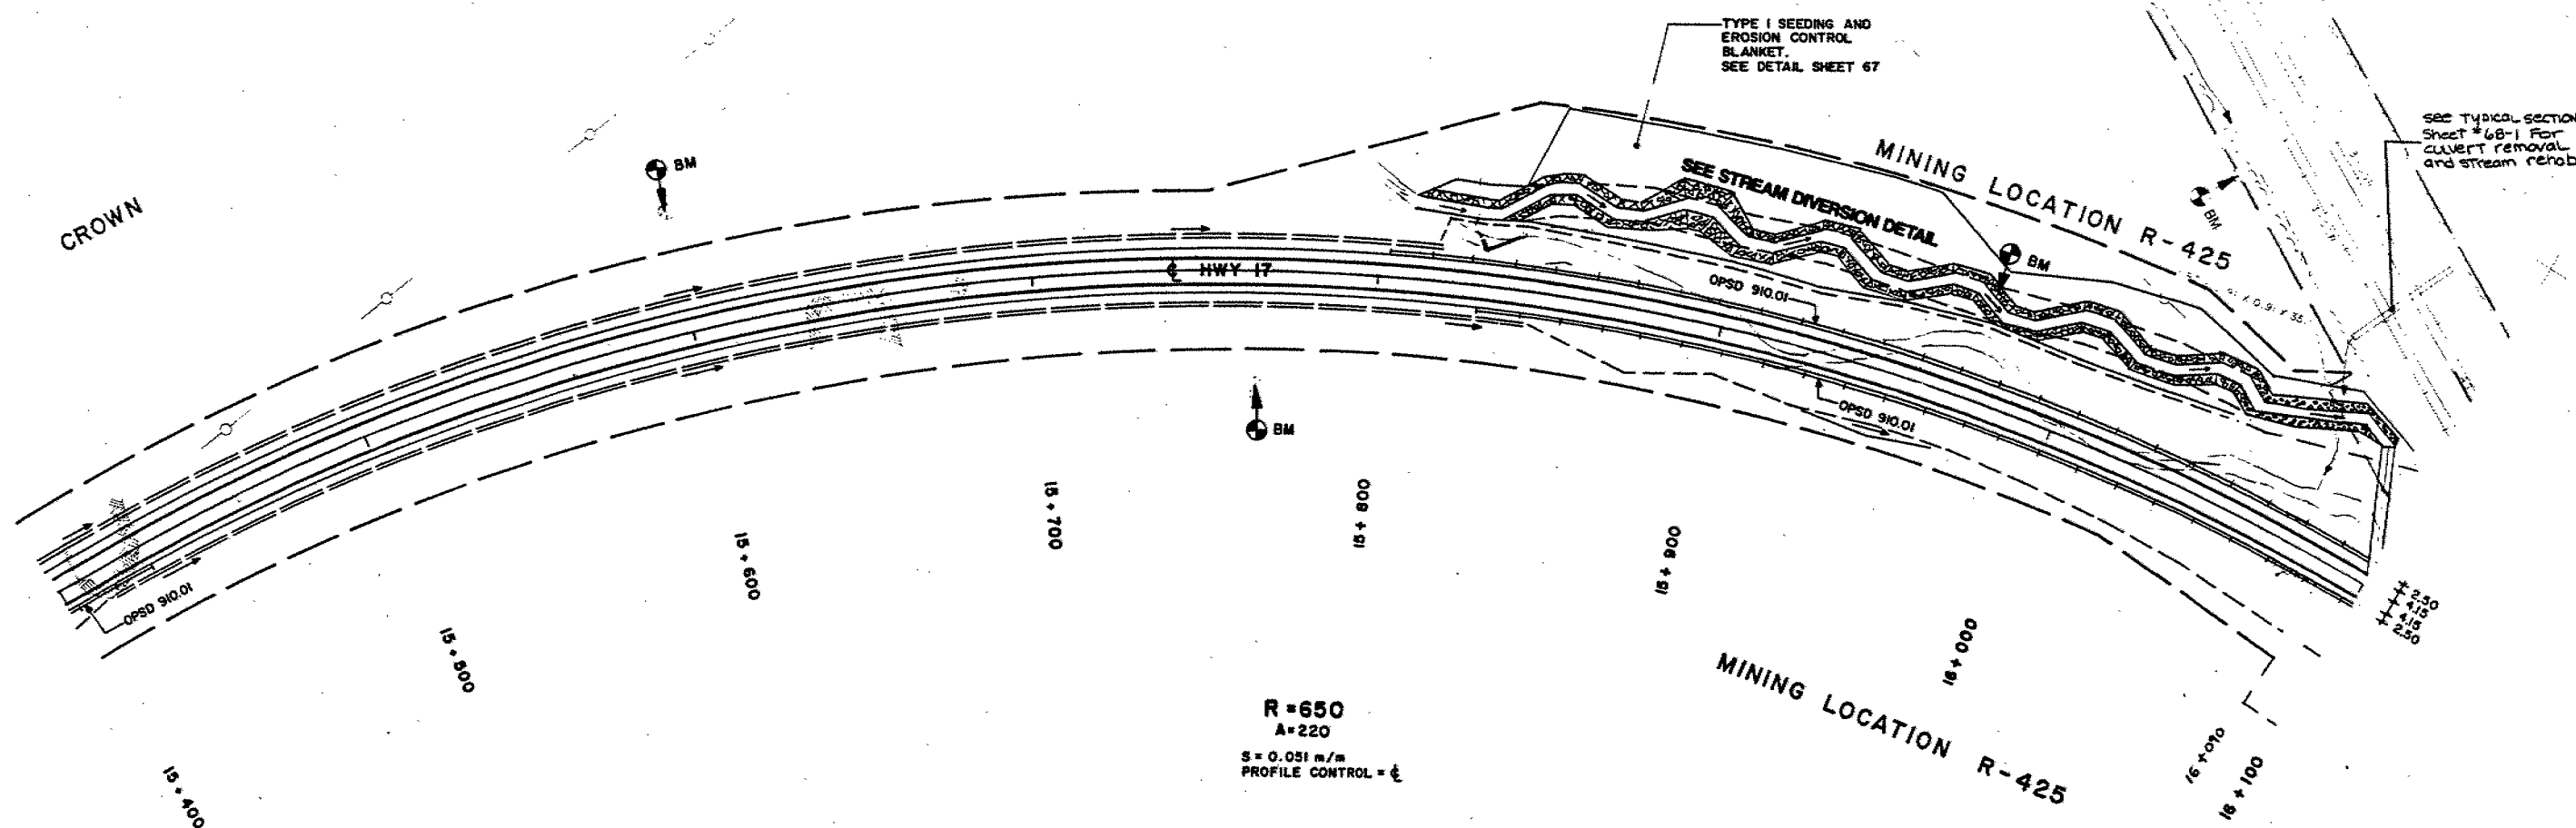 TYPE I SEEDING AND
EROSION CONTROL
BLANKET.
SEE DETAIL SHEET 67
see Typical section
Sheet #68-1 For
culvert removal
and stream rehab
CROWN
BM
MINING LOCATION R-425
SEE STREAM DIVERSION DETAIL
BM
BM
℄ HWY 17
OPSD 910.01
OPSD 910.01
BM
OPSD 910.01
15 + 400
15 + 500
15 + 600
15 + 700
15 + 800
15 + 900
16 + 000
16 + 090
16 + 100
2.50
4.15
4.15
2.50
MINING LOCATION R-425
R = 650
A = 220
S = 0.051 m/m
PROFILE CONTROL = ℄